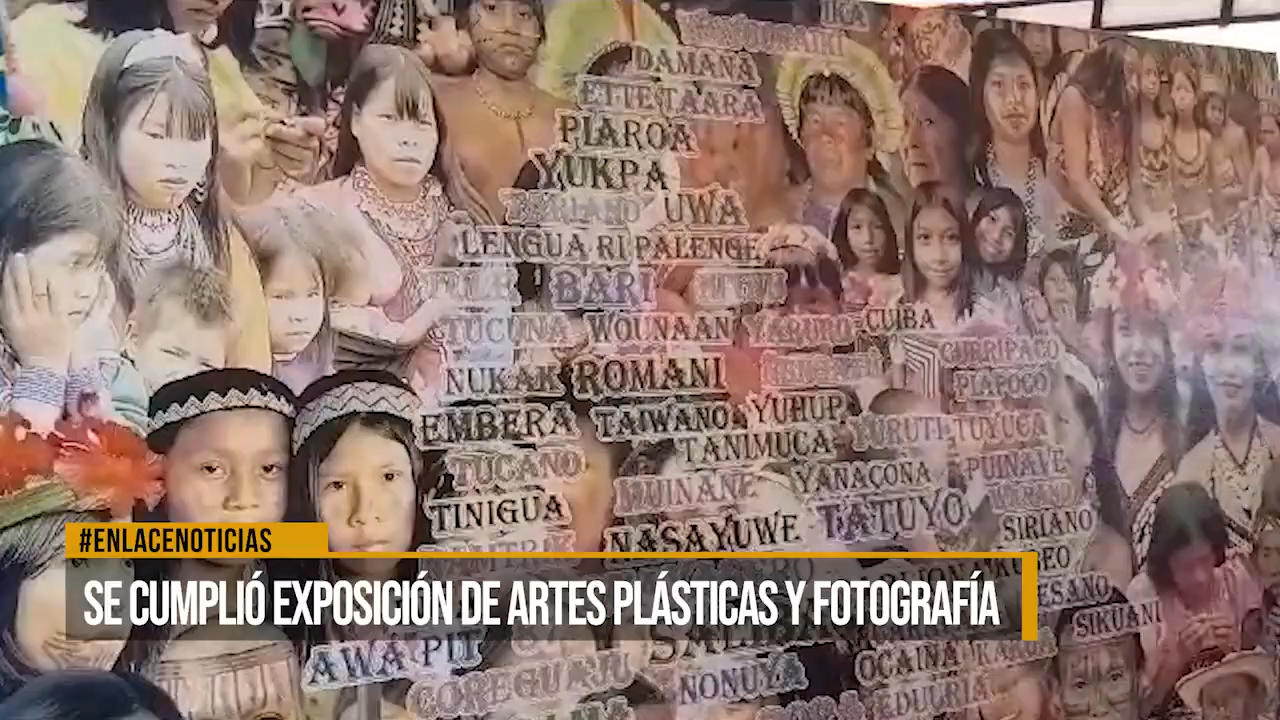 IKA
DAMANA
ETTE TAARA
PIAROA
YUKPA
UWA
LENGUA RI PALENGE
BARI
TUCUNA WOUNAAN YARURO CUIBA
CURRIPACO
NUKAK ROMANI
PIAPOCO
EMBERA TAIWANO YUHUP
TANIMUCA YURUTI TUYUCA
TUCANO
MUINANE YANACONA PUINAVE
TINIGUA
NASAYUWE TATUYO
SIRIANO
#ENLACENOTICIAS
SE CUMPLIÓ EXPOSICIÓN DE ARTES PLÁSTICAS Y FOTOGRAFÍA
SIKUANI
AWA PIT
OCAINA
NONUYA